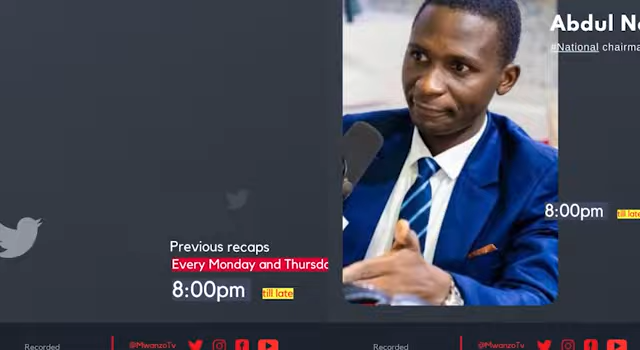 Abdul N
#National chairma
8:00pm till late
Previous recaps
Every Monday and Thursda
8:00pm till late
Recorded @MwanzoTv
Recorded @MwanzoTv